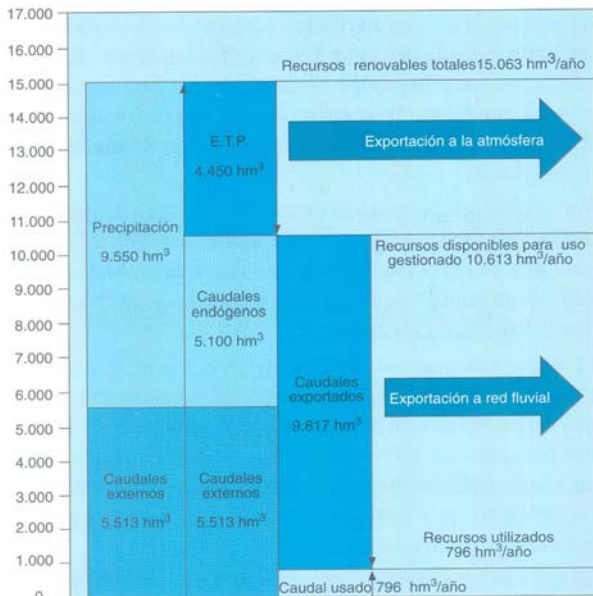 17.000
16.000
15.000
14.000
13.000
12.000
11.000
10.000
9.000
8.000
7.000
6.000
5.000
4.000
3.000
2.000
1.000
0
Recursos renovables totales 15.063 hm³/año
E.T.P.
4.450 hm³
Exportación a la atmósfera
Precipitación
9.550 hm³
Recursos disponibles para uso
gestionado 10.613 hm³/año
Caudales
endógenos
5.100 hm³
Caudales
exportados
9.817 hm³
Exportación a red fluvial
Caudales
externos
5.513 hm³
Caudales
externos
5.513 hm³
Recursos utilizados
796 hm³/año
Caudal usado 796 hm³/año